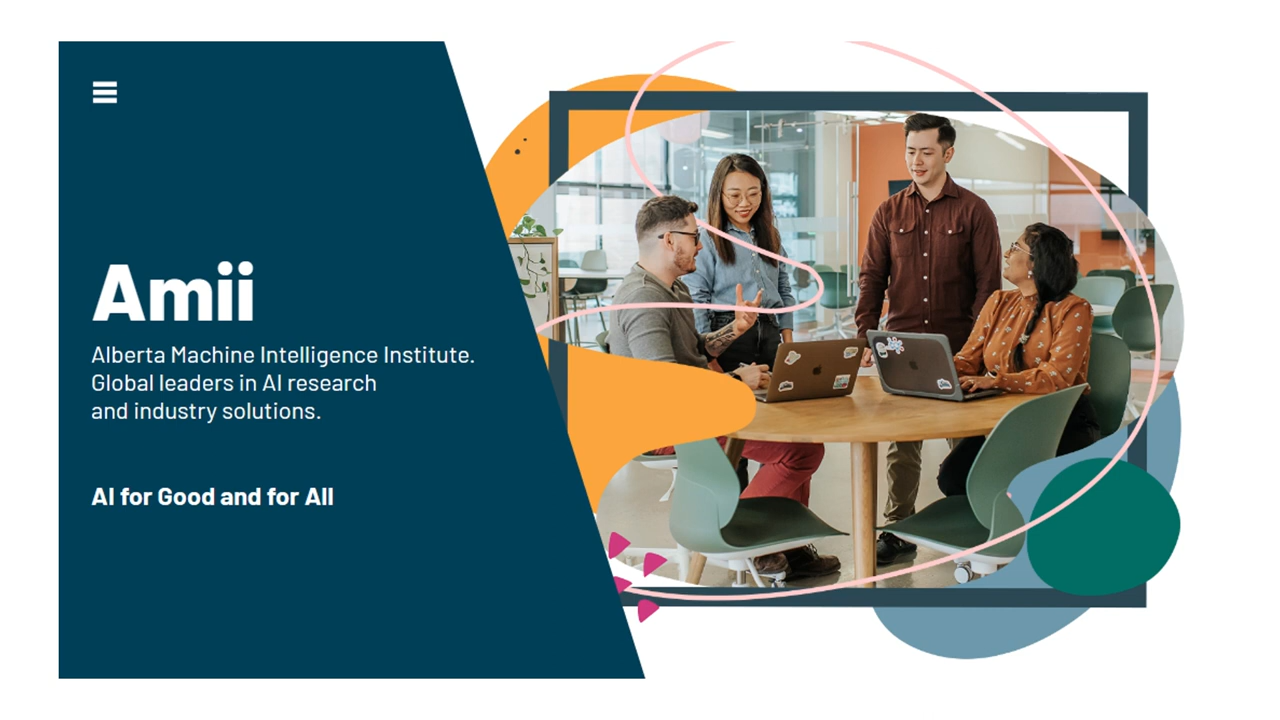 Amii
Alberta Machine Intelligence Institute.
Global leaders in AI research
and industry solutions.
AI for Good and for All